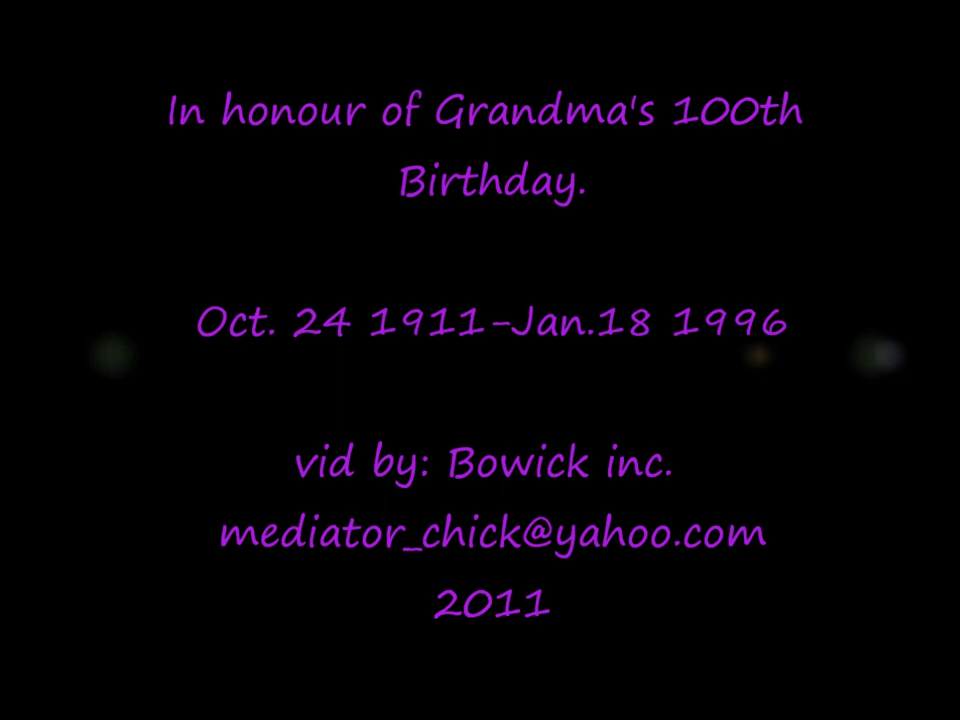 In honour of Grandma's 100th
Birthday.
Oct. 24 1911-Jan.18 1996
vid by: Bowick inc.
mediator_chick@yahoo.com
2011